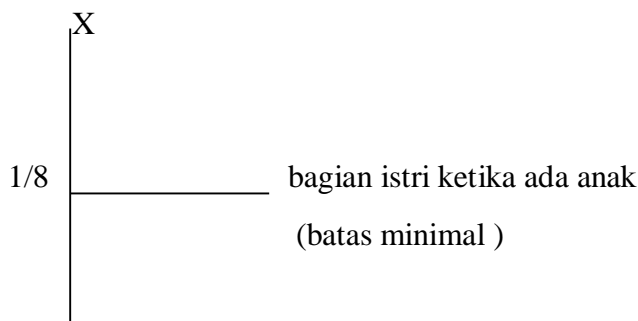 X
1/8 bagian istri ketika ada anak
(batas minimal )